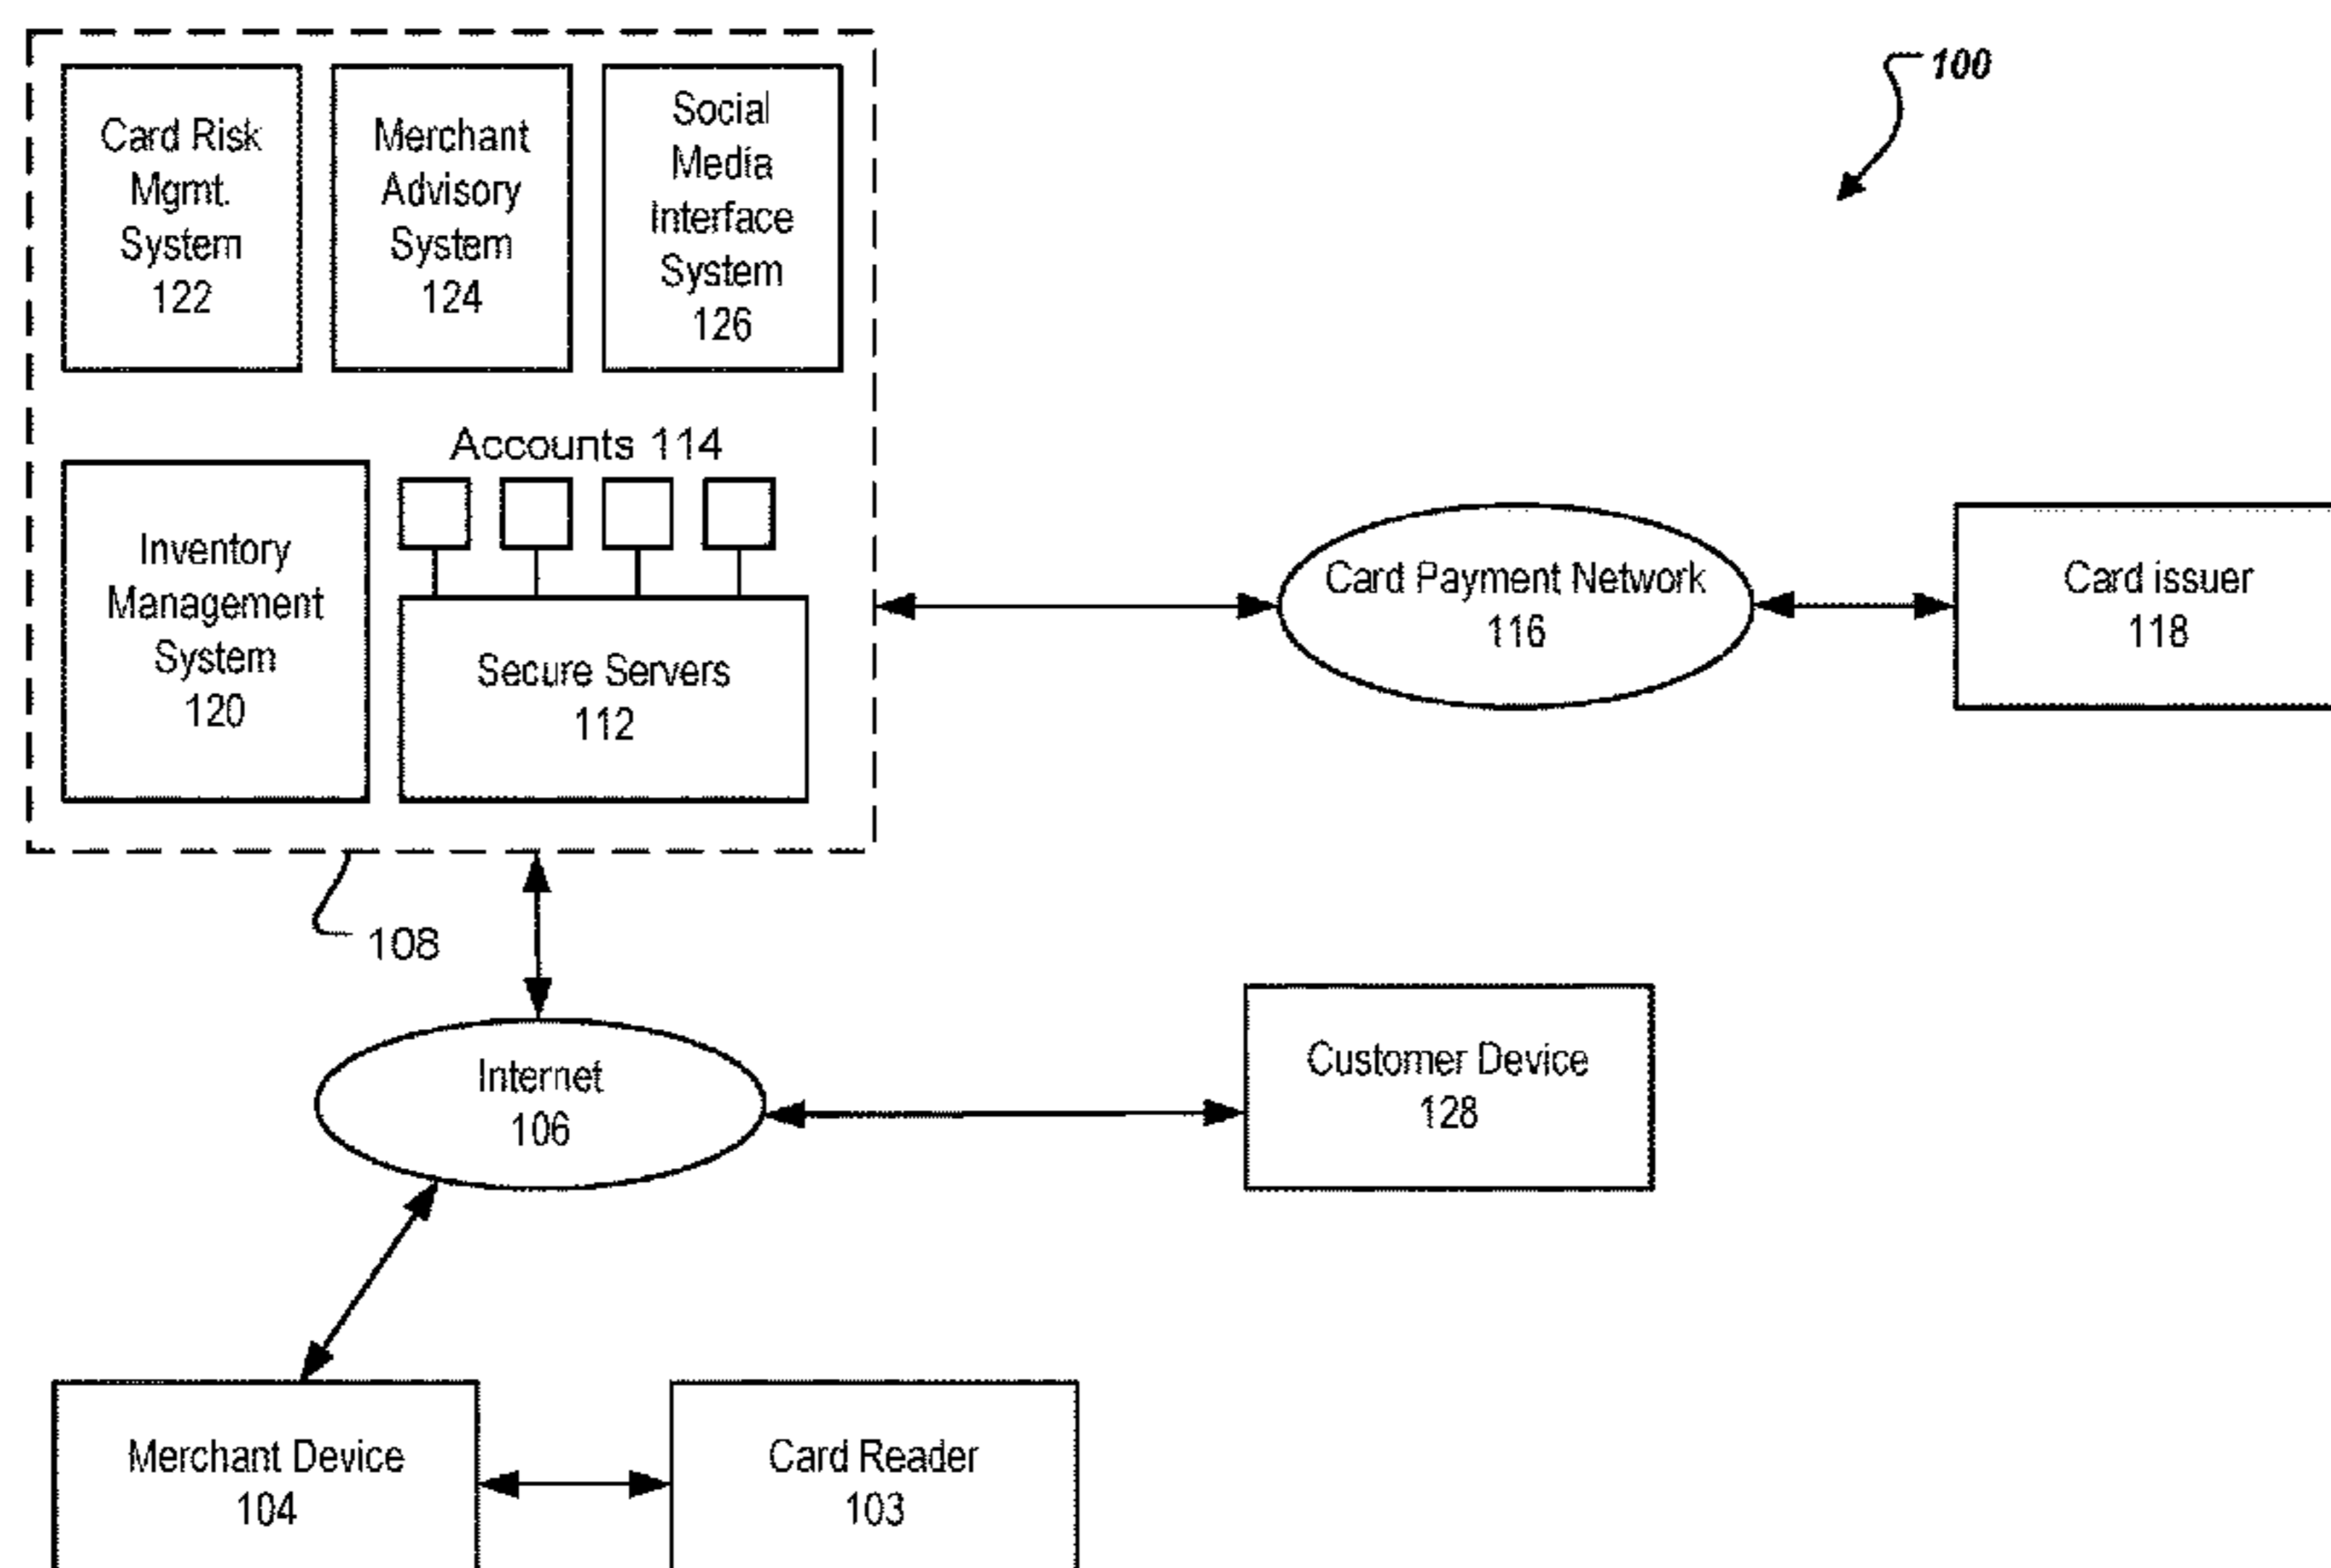 100
Card Risk
Mgmt.
System
122
Merchant
Advisory
System
124
Social
Media
Interface
System
126
Accounts 114
Inventory
Management
System
120
Secure Servers
112
Card Payment Network
116
Card issuer
118
108
Internet
106
Customer Device
128
Merchant Device
104
Card Reader
103